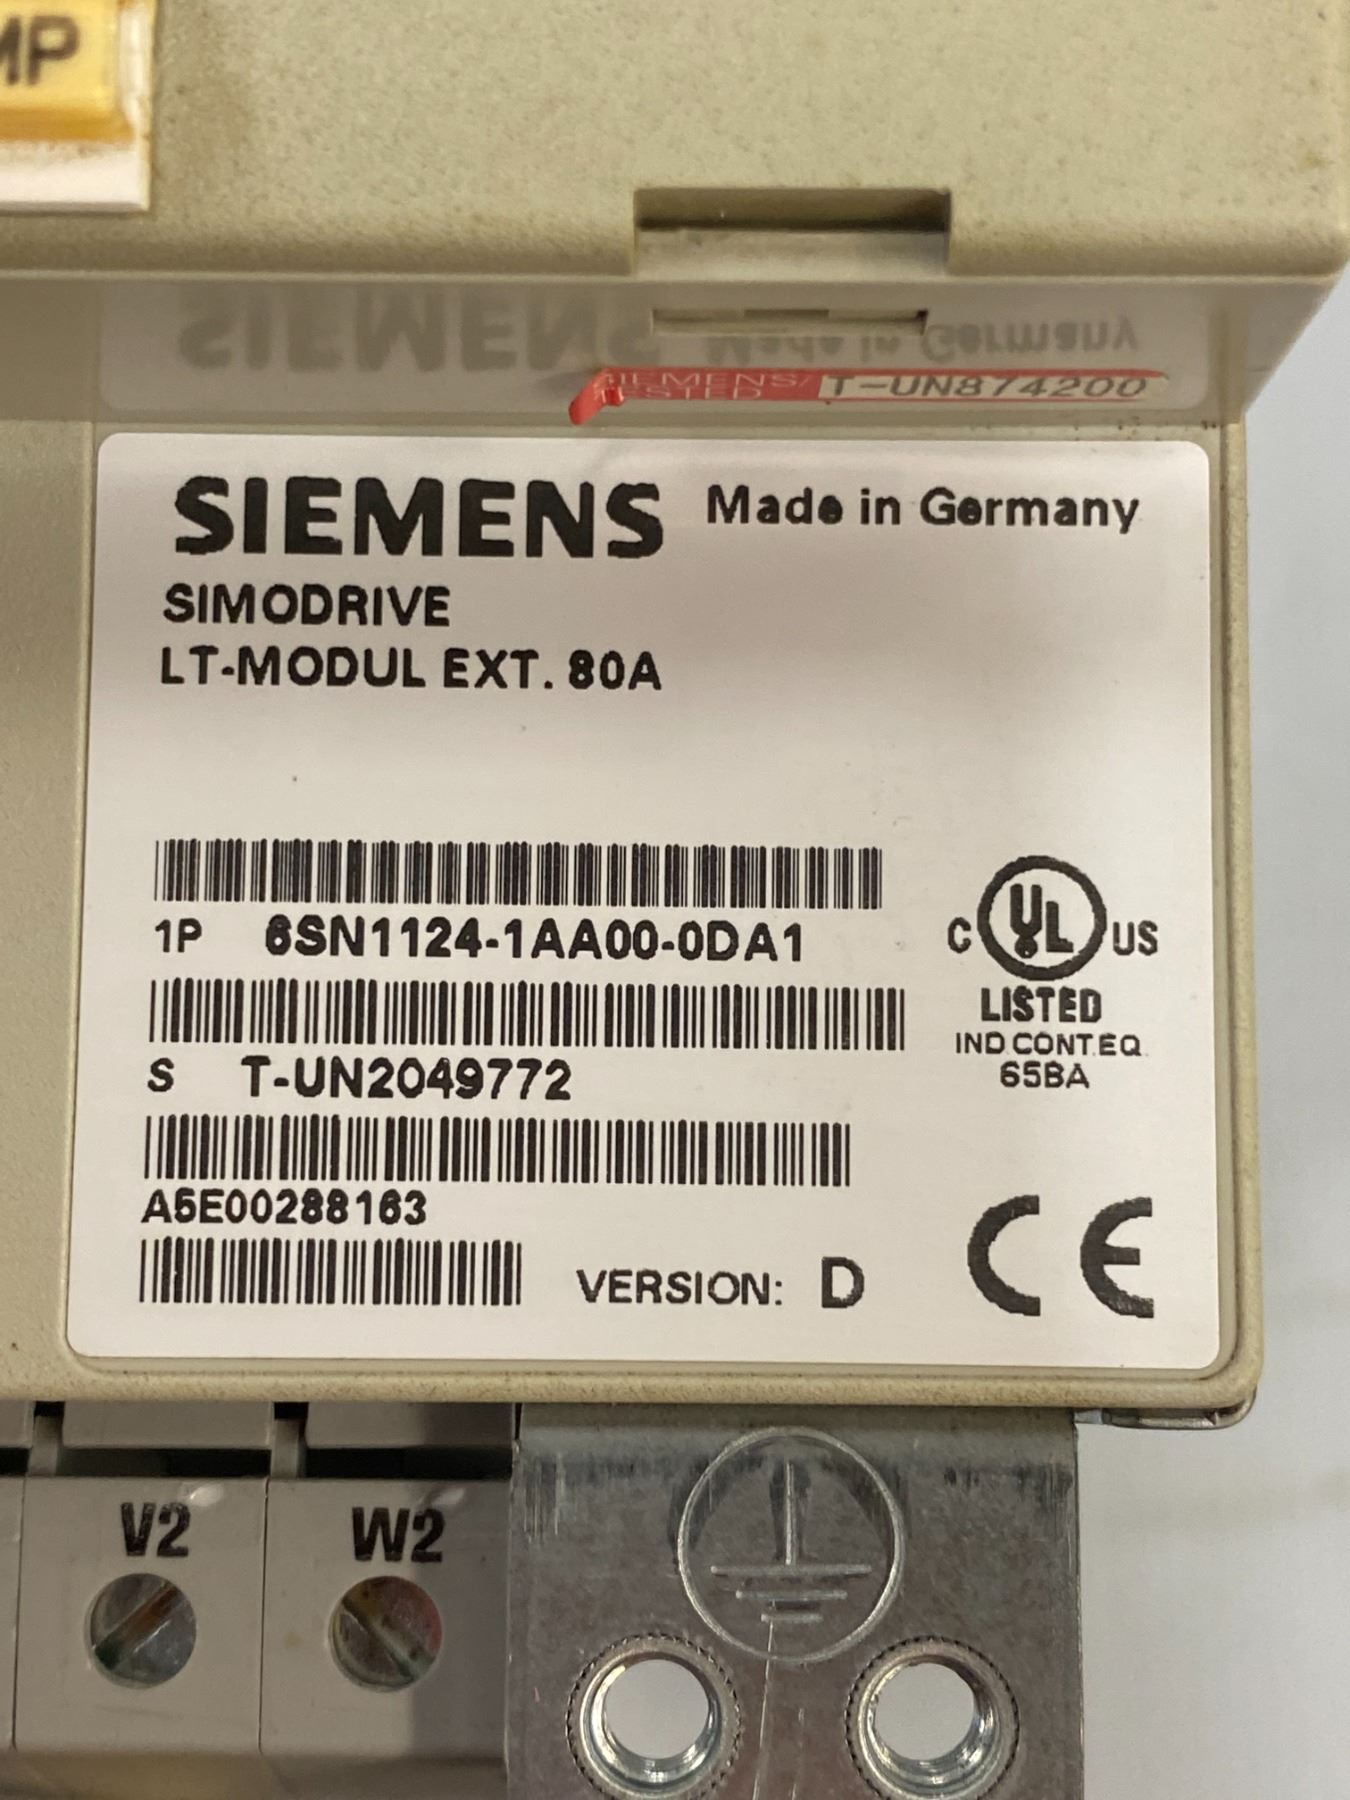 MP
SIEMENS Made in Germany
SIEMENS/ T-UN874200
TESTED
SIEMENS Made in Germany
SIMODRIVE
LT-MODUL EXT. 80A
1P 6SN1124-1AA00-0DA1
C UL US
LISTED
IND.CONT.EQ.
65BA
S T-UN2049772
A5E00288163
VERSION: D CE
V2 W2